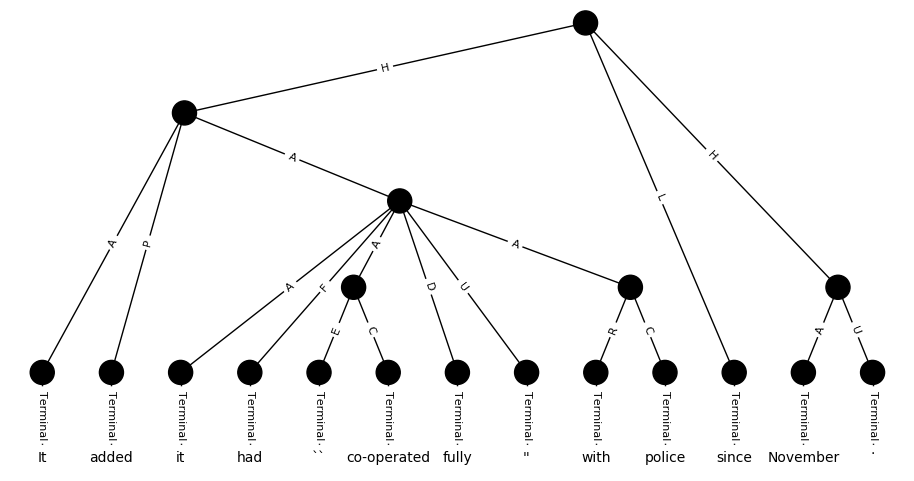 H
A
A P L H
A F A D U A
E C R C A U
Terminal Terminal Terminal Terminal Terminal Terminal Terminal Terminal Terminal Terminal Terminal Terminal Terminal
It added it had `` co-operated fully " with police since November .